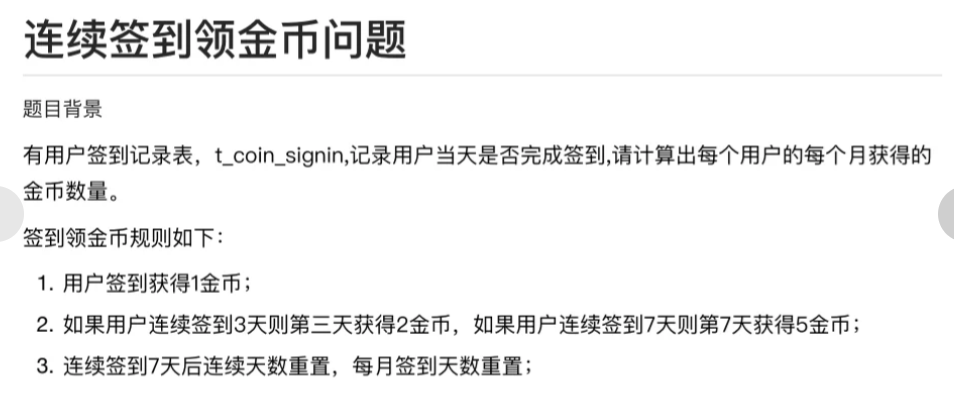 连续签到领金币问题
题目背景
有用户签到记录表，t_coin_signin,记录用户当天是否完成签到,请计算出每个用户的每个月获得的
金币数量。
签到领金币规则如下：
1. 用户签到获得1金币；
2. 如果用户连续签到3天则第三天获得2金币，如果用户连续签到7天则第7天获得5金币；
3. 连续签到7天后连续天数重置，每月签到天数重置；